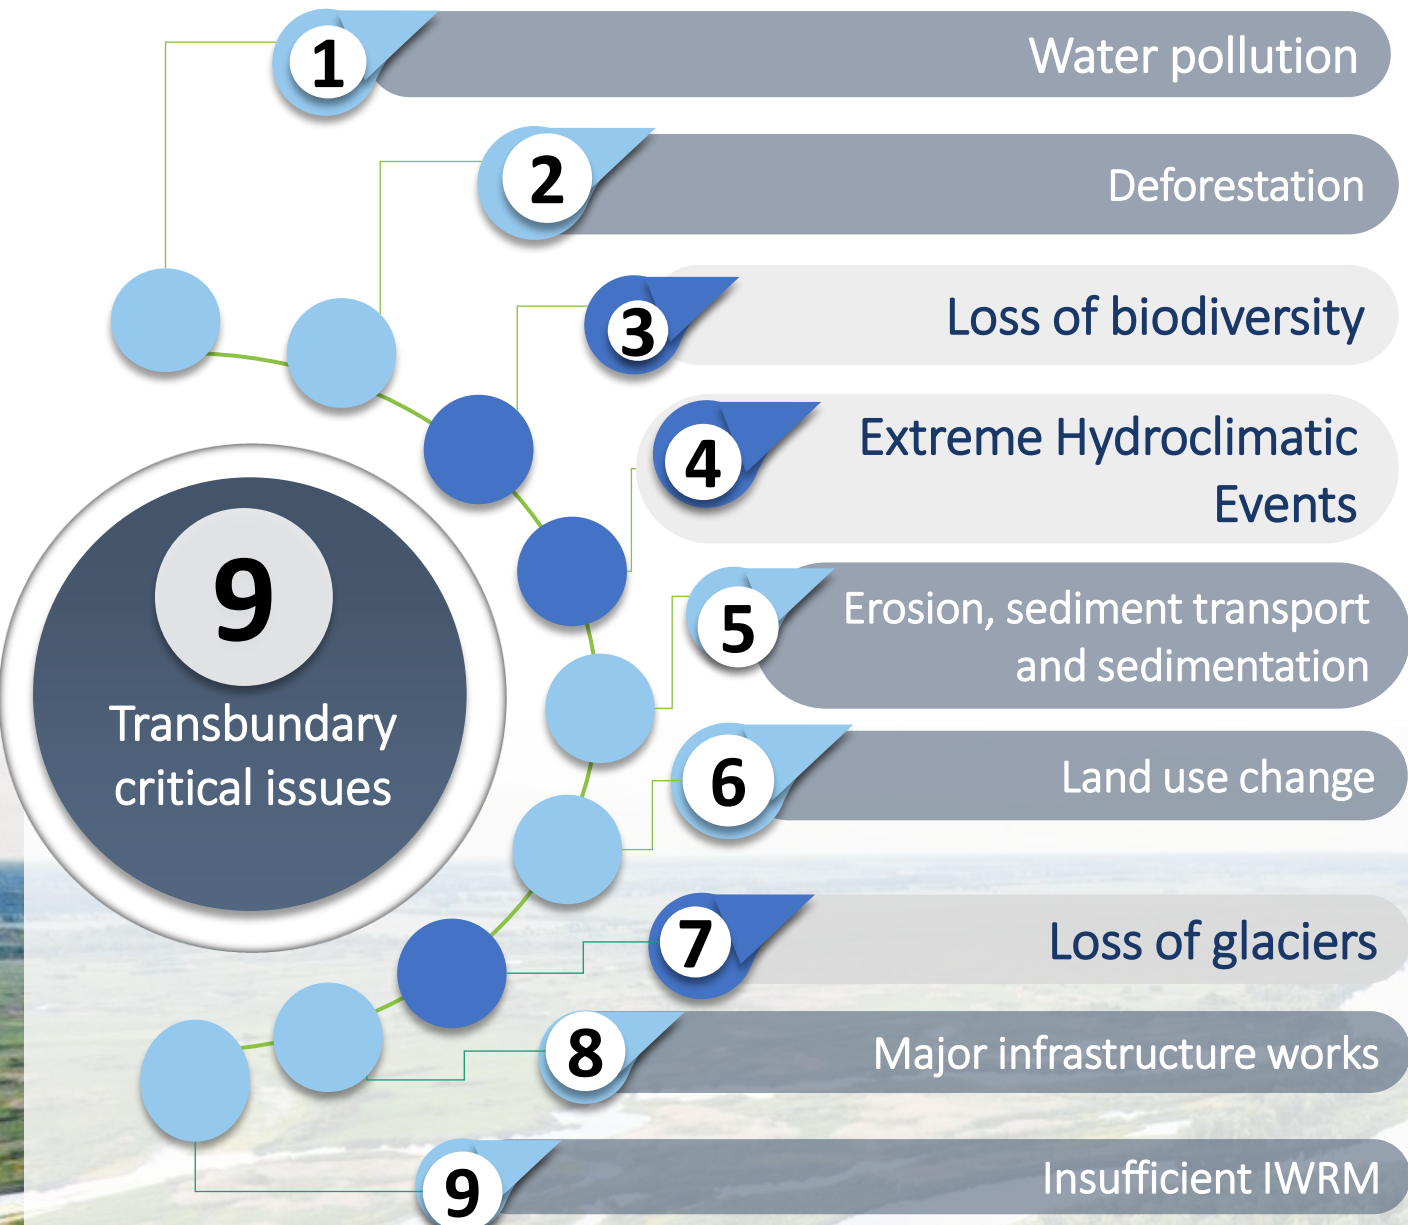 1
Water pollution
2
Deforestation
3
Loss of biodiversity
4
Extreme Hydroclimatic
Events
9
Transbundary
critical issues
5
Erosion, sediment transport
and sedimentation
6
Land use change
7
Loss of glaciers
8
Major infrastructure works
9
Insufficient IWRM